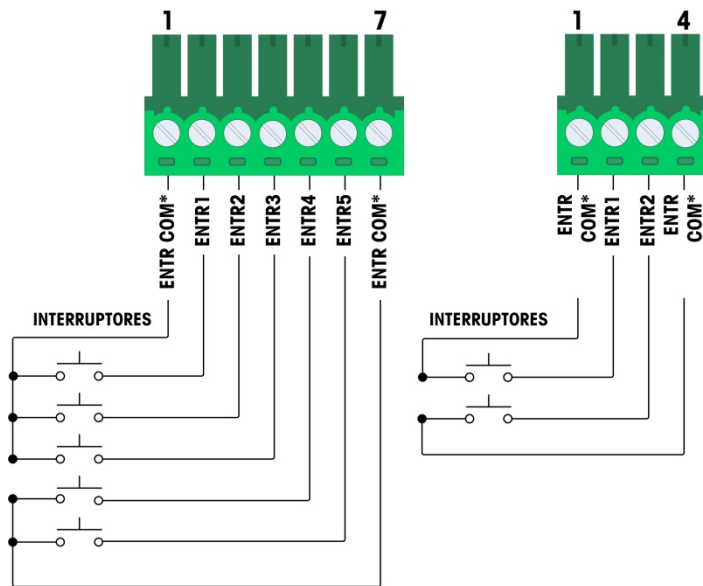 1 7
ENTR COM*
ENTR1
ENTR2
ENTR3
ENTR4
ENTR5
ENTR COM*
INTERRUPTORES
1 4
ENTR
COM*
ENTR1
ENTR2
ENTR
COM*
INTERRUPTORES